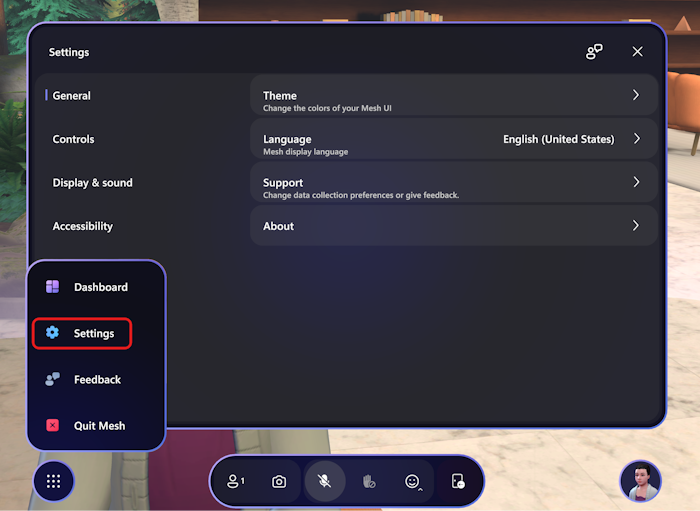 Settings
General
Theme
Change the colors of your Mesh UI
Controls
Language
Mesh display language
English (United States)
Display & sound
Support
Change data collection preferences or give feedback.
Accessibility
About
Dashboard
Settings
Feedback
Quit Mesh
1